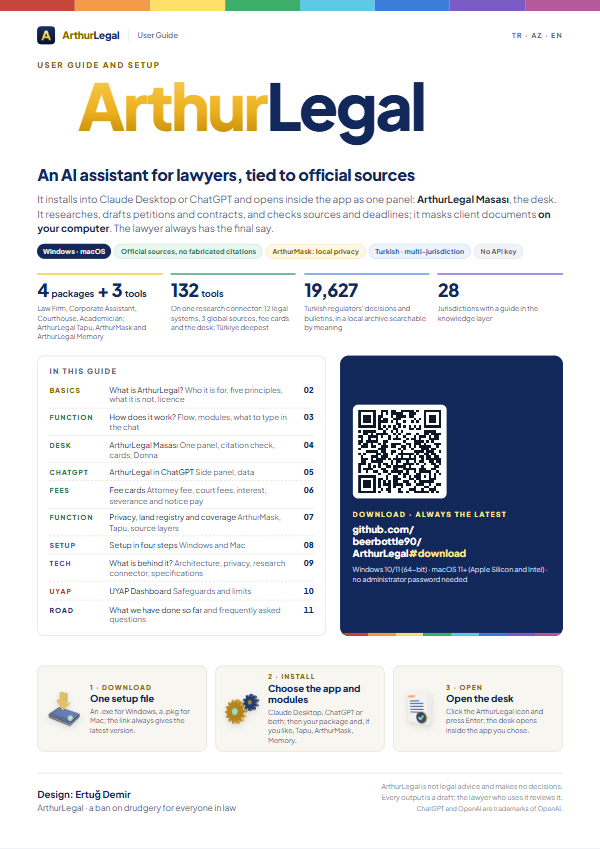 A ArthurLegal User Guide
TR · AZ · EN
USER GUIDE AND SETUP
ArthurLegal
An AI assistant for lawyers, tied to official sources
It installs into Claude Desktop or ChatGPT and opens inside the app as one panel: ArthurLegal Masası, the desk.
It researches, drafts petitions and contracts, and checks sources and deadlines; it masks client documents on
your computer. The lawyer always has the final say.
Windows · macOS
Official sources, no fabricated citations
ArthurMask: local privacy
Turkish · multi-jurisdiction
No API key
4 packages + 3 tools
Law Firm, Corporate Assistant,
Courthouse, Academician;
ArthurLegal Tapu, ArthurMask and
ArthurLegal Memory
132 tools
On one research connector: 12 legal
systems, 3 global sources, fee cards
and the desk; Türkiye deepest
19,627
Turkish regulators' decisions and
bulletins, in a local archive searchable
by meaning
28
Jurisdictions with a guide in the
knowledge layer
IN THIS GUIDE
BASICS What is ArthurLegal? Who it is for, five principles, 02
what it is not, licence
FUNCTION How does it work? Flow, modules, what to type in 03
the chat
DESK ArthurLegal Masası One panel, citation check, 04
cards, Donna
CHATGPT ArthurLegal in ChatGPT Side panel, data 05
FEES Fee cards Attorney fee, court fees, interest, 06
severance and notice pay
FUNCTION Privacy, land registry and coverage ArthurMask, 07
Tapu, source layers
SETUP Setup in four steps Windows and Mac 08
TECH What is behind it? Architecture, privacy, research 09
connector, specifications
UYAP UYAP Dashboard Safeguards and limits 10
ROAD What we have done so far and frequently asked 11
questions
DOWNLOAD · ALWAYS THE LATEST
github.com/
beerbottle90/
ArthurLegal#download
Windows 10/11 (64-bit) · macOS 11+ (Apple Silicon and Intel) ·
no administrator password needed
1 · DOWNLOAD
One setup file
An .exe for Windows, a .pkg for
Mac; the link always gives the
latest version.
2 · INSTALL
Choose the app and
modules
Claude Desktop, ChatGPT or
both; then your package and, if
you like, Tapu, ArthurMask,
Memory.
3 · OPEN
Open the desk
Click the ArthurLegal icon and
press Enter; the desk opens
inside the app you chose.
Design: Ertuğ Demir
ArthurLegal · a ban on drudgery for everyone in law
ArthurLegal is not legal advice and makes no decisions.
Every output is a draft; the lawyer who uses it reviews it.
ChatGPT and OpenAI are trademarks of OpenAI.